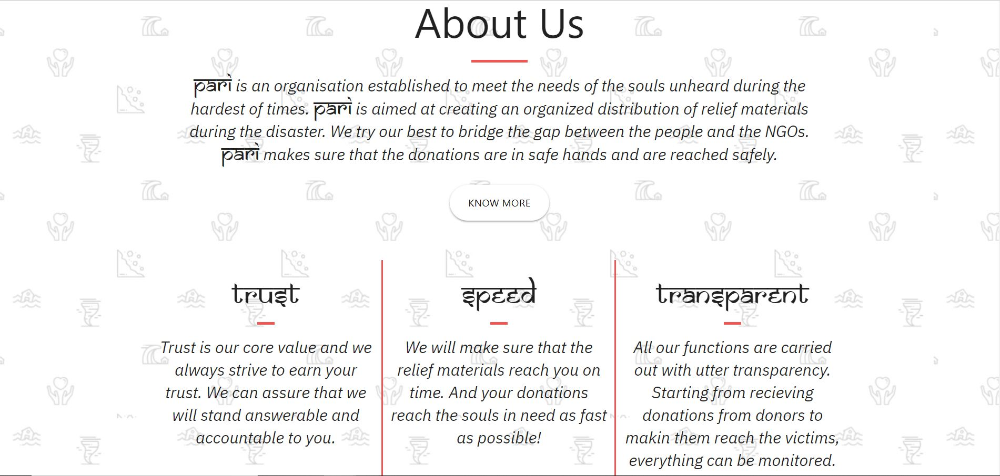 About Us
pari is an organisation established to meet the needs of the souls unheard during the
hardest of times. pari is aimed at creating an organized distribution of relief materials
during the disaster. We try our best to bridge the gap between the people and the NGOs.
pari makes sure that the donations are in safe hands and are reached safely.
KNOW MORE
trust
Trust is our core value and we
always strive to earn your
trust. We can assure that we
will stand answerable and
accountable to you.
speed
We will make sure that the
relief materials reach you on
time. And your donations
reach the souls in need as fast
as possible!
transparent
All our functions are carried
out with utter transparency.
Starting from recieving
donations from donors to
makin them reach the victims,
everything can be monitored.